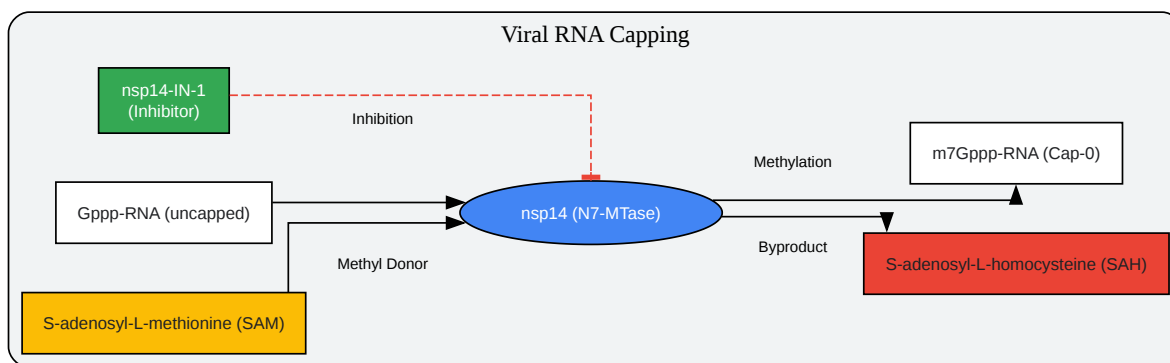 Viral RNA Capping
nsp14-IN-1
(Inhibitor)
Inhibition
Gppp-RNA (uncapped)
Methyl Donor
S-adenosyl-L-methionine (SAM)
nsp14 (N7-MTase)
Methylation
m7Gppp-RNA (Cap-0)
Byproduct
S-adenosyl-L-homocysteine (SAH)